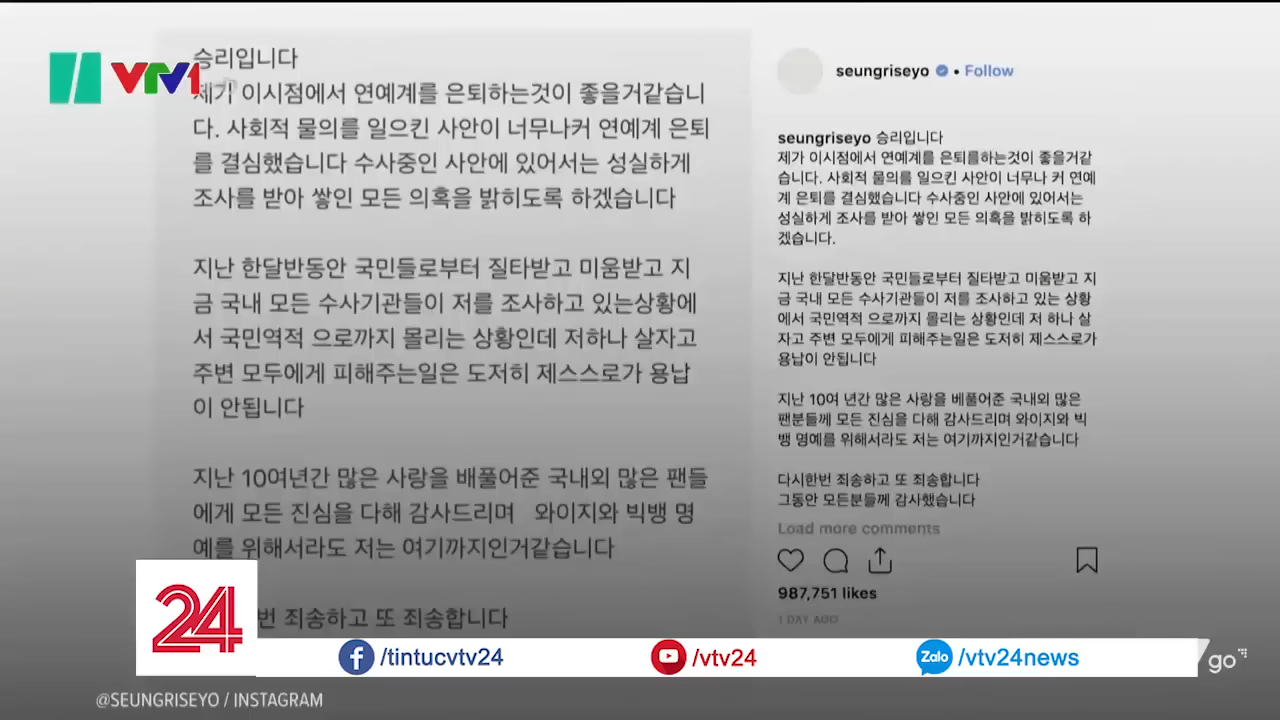 VTV1
승리입니다
제가 이시점에서 연예계를 은퇴하는것이 좋을거같습니
다. 사회적 물의를 일으킨 사안이 너무나커 연예계 은퇴
를 결심했습니다 수사중인 사안에 있어서는 성실하게
조사를 받아 쌓인 모든 의혹을 밝히도록 하겠습니다
지난 한달반동안 국민들로부터 질타받고 미움받고 지
금 국내 모든 수사기관들이 저를 조사하고 있는상황에
서 국민역적 으로까지 몰리는 상황인데 저하나 살자고
주변 모두에게 피해주는일은 도저히 제스스로가 용납
이 안됩니다
지난 10여년간 많은 사랑을 배풀어준 국내외 많은 팬들
에게 모든 진심을 다해 감사드리며 와이지와 빅뱅 명
예를 위해서라도 저는 여기까지인거같습니다
번 죄송하고 또 죄송합니다
seungriseyo • Follow
seungriseyo 승리입니다
제가 이시점에서 연예계를 은퇴를하는것이 좋을거같
습니다. 사회적 물의를 일으킨 사안이 너무나 커 연예
계 은퇴를 결심했습니다 수사중인 사안에 있어서는
성실하게 조사를 받아 쌓인 모든 의혹을 밝히도록 하
겠습니다.
지난 한달반동안 국민들로부터 질타받고 미움받고 지
금 국내 모든 수사기관들이 저를 조사하고 있는 상황
에서 국민역적 으로까지 몰리는 상황인데 저 하나 살
자고 주변 모두에게 피해주는일은 도저히 제스스로가
용납이 안됩니다
지난 10여 년간 많은 사랑을 베풀어준 국내외 많은
팬분들께 모든 진심을 다해 감사드리며 와이지와 빅
뱅 명예를 위해서라도 저는 여기까지인거같습니다
다시한번 죄송하고 또 죄송합니다
그동안 모든분들께 감사했습니다
Load more comments
987,751 likes
1 DAY AGO
24
/tintucvtv24
/vtv24
Zalo /vtv24news
go
@SEUNGRISEYO / INSTAGRAM